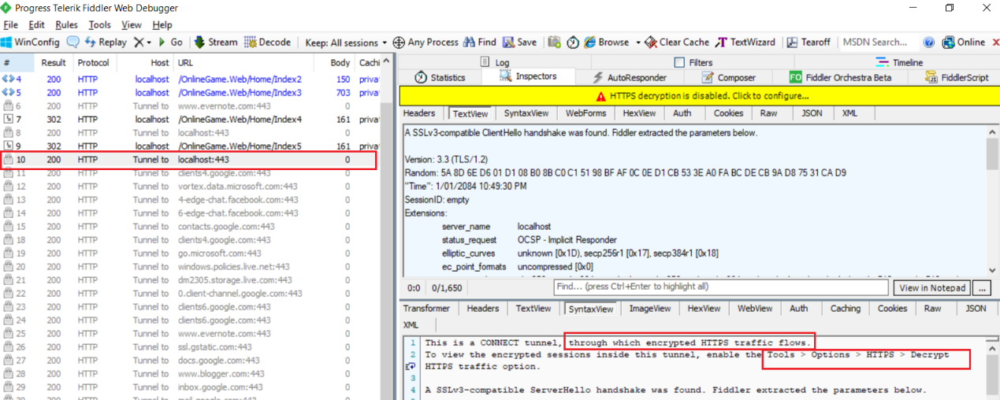 Progress Telerik Fiddler Web Debugger
File Edit Rules Tools View Help
WinConfig Replay X Go Stream Decode Keep: All sessions Any Process Find Save Browse Clear Cache TextWizard Tearoff MSDN Search... Online X
# Result Protocol Host URL Body Cachi
4 200 HTTP localhost /OnlineGame.Web/Home/Index2 150 privat
5 200 HTTP localhost /OnlineGame.Web/Home/Index3 703 privat
6 200 HTTP Tunnel to www.evernote.com:443 0
7 302 HTTP localhost /OnlineGame.Web/Home/Index4 161 privat
8 200 HTTP Tunnel to localhost:443 0
9 302 HTTP localhost /OnlineGame.Web/Home/Index5 161 privat
10 200 HTTP Tunnel to localhost:443 0
11 200 HTTP Tunnel to clients4.google.com:443 0
12 200 HTTP Tunnel to vortex.data.microsoft.com:443 0
13 200 HTTP Tunnel to 4-edge-chat.facebook.com:443 0
14 200 HTTP Tunnel to 6-edge-chat.facebook.com:443 0
15 200 HTTP Tunnel to contacts.google.com:443 0
18 200 HTTP Tunnel to clients4.google.com:443 0
19 200 HTTP Tunnel to go.microsoft.com:443 0
20 200 HTTP Tunnel to windows.policies.live.net:443 0
21 200 HTTP Tunnel to dm2305.storage.live.com:443 0
22 200 HTTP Tunnel to 0.client-channel.google.com:443 0
23 200 HTTP Tunnel to clients6.google.com:443 0
24 200 HTTP Tunnel to clients6.google.com:443 0
25 200 HTTP Tunnel to www.evernote.com:443 0
26 200 HTTP Tunnel to ssl.gstatic.com:443 0
27 200 HTTP Tunnel to docs.google.com:443 0
28 200 HTTP Tunnel to www.blogger.com:443 0
29 200 HTTP Tunnel to inbox.google.com:443 0
Log Filters Timeline
Statistics Inspectors AutoResponder Composer FO Fiddler Orchestra Beta FiddlerScript
HTTPS decryption is disabled. Click to configure...
Headers TextView SyntaxView WebForms HexView Auth Cookies Raw JSON XML
A SSLv3-compatible ClientHello handshake was found. Fiddler extracted the parameters below.
Version: 3.3 (TLS/1.2)
Random: 5A 8D 6E D6 01 D1 08 B0 8B C0 C1 51 98 BF AF 0C 0E D1 CB 53 3E A0 FA BC DE CB 9A D8 75 31 CA D9
"Time": 1/01/2084 10:49:30 PM
SessionID: empty
Extensions:
server_name localhost
status_request OCSP - Implicit Responder
elliptic_curves unknown [0x1D), secp256r1 [0x17], secp384r1 [0x18]
ec_point_formats uncompressed [0x0]
0:0 0/1,650 Find... (press Ctrl+Enter to highlight all) View in Notepad ...
Transformer Headers TextView SyntaxView ImageView HexView WebView Auth Caching Cookies Raw JSON
XML
1 This is a CONNECT tunnel, through which encrypted HTTPS traffic flows.
2 To view the encrypted sessions inside this tunnel, enable the Tools > Options > HTTPS > Decrypt
HTTPS traffic option.
3
4 A SSLv3-compatible ServerHello handshake was found. Fiddler extracted the parameters below.